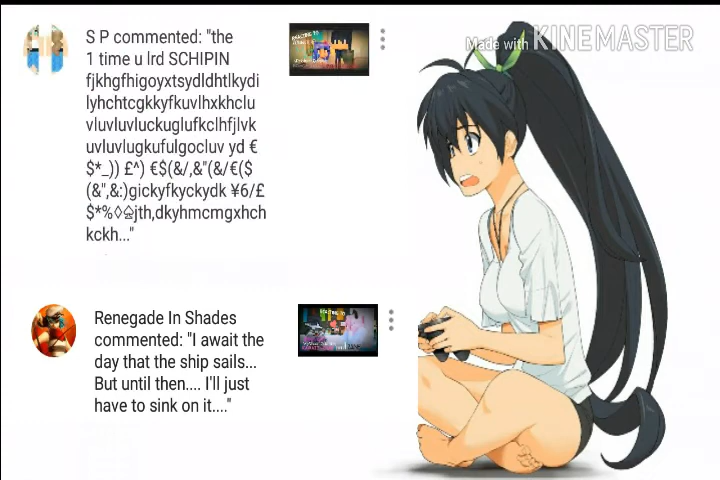 S P commented: "the
1 time u lrd SCHIPIN
fjkhgfhigoyxtsydldhtlkydi
lyhchtcgkkyfkuvlhxkhclu
vluvluvluckuglufkclhfjlvk
uvluvlugkufulgocluv yd €
$*_)) £^) €$(&/,&"(&/€($
(&",&:)gickyfkyckydk ¥6/£
$*%◊♤jth,dkyhmcmgxhch
kckh..."
Made with KINEMASTER
Renegade In Shades
commented: "I await the
day that the ship sails...
But until then.... I'll just
have to sink on it...."